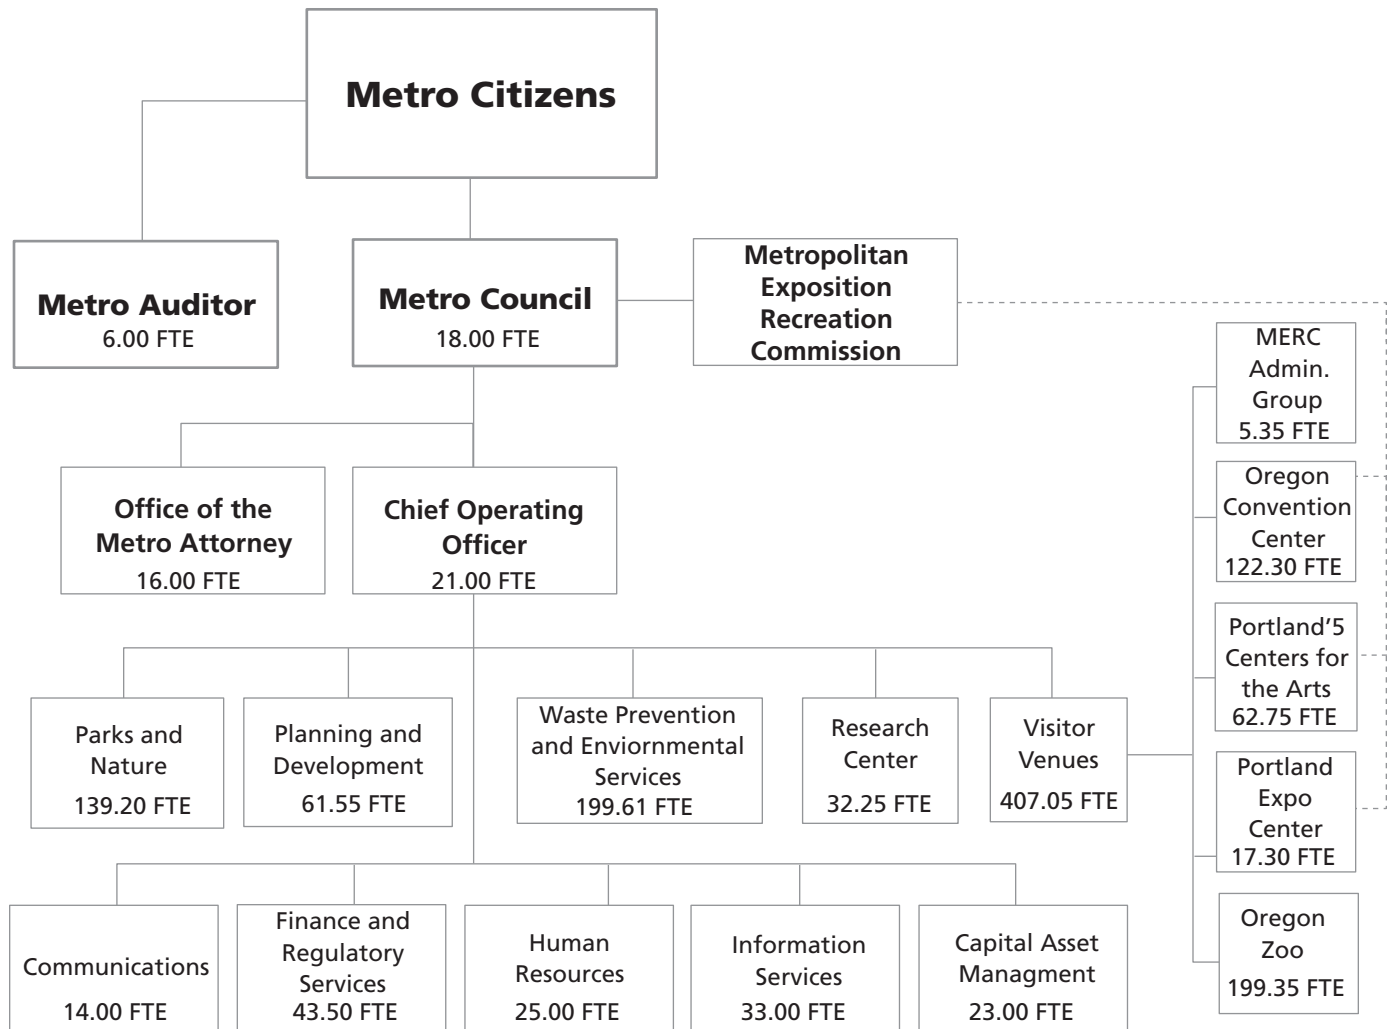 Metro Citizens
Metro Auditor
6.00 FTE
Metro Council
18.00 FTE
Metropolitan
Exposition
Recreation
Commission
Office of the
Metro Attorney
16.00 FTE
Chief Operating
Officer
21.00 FTE
MERC
Admin.
Group
5.35 FTE
Oregon
Convention
Center
122.30 FTE
Portland'5
Centers for
the Arts
62.75 FTE
Portland
Expo
Center
17.30 FTE
Oregon
Zoo
199.35 FTE
Parks and
Nature
139.20 FTE
Planning and
Development
61.55 FTE
Waste Prevention
and Enviornmental
Services
199.61 FTE
Research
Center
32.25 FTE
Visitor
Venues
407.05 FTE
Communications
14.00 FTE
Finance and
Regulatory
Services
43.50 FTE
Human
Resources
25.00 FTE
Information
Services
33.00 FTE
Capital Asset
Managment
23.00 FTE